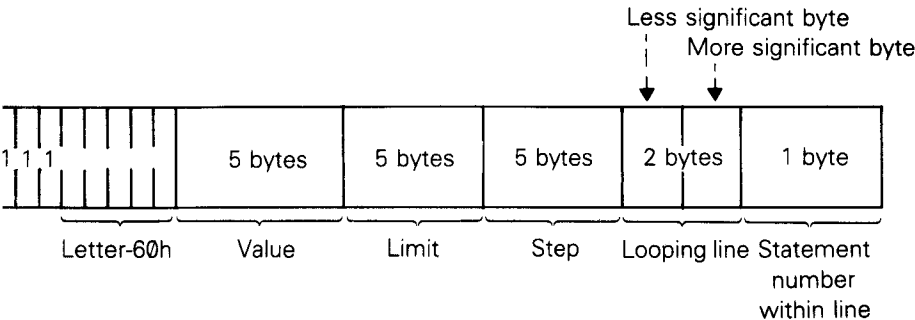 Less significant byte
More significant byte
1 1 1
5 bytes
5 bytes
5 bytes
2 bytes
1 byte
Letter-60h
Value
Limit
Step
Looping line
Statement
number
within line